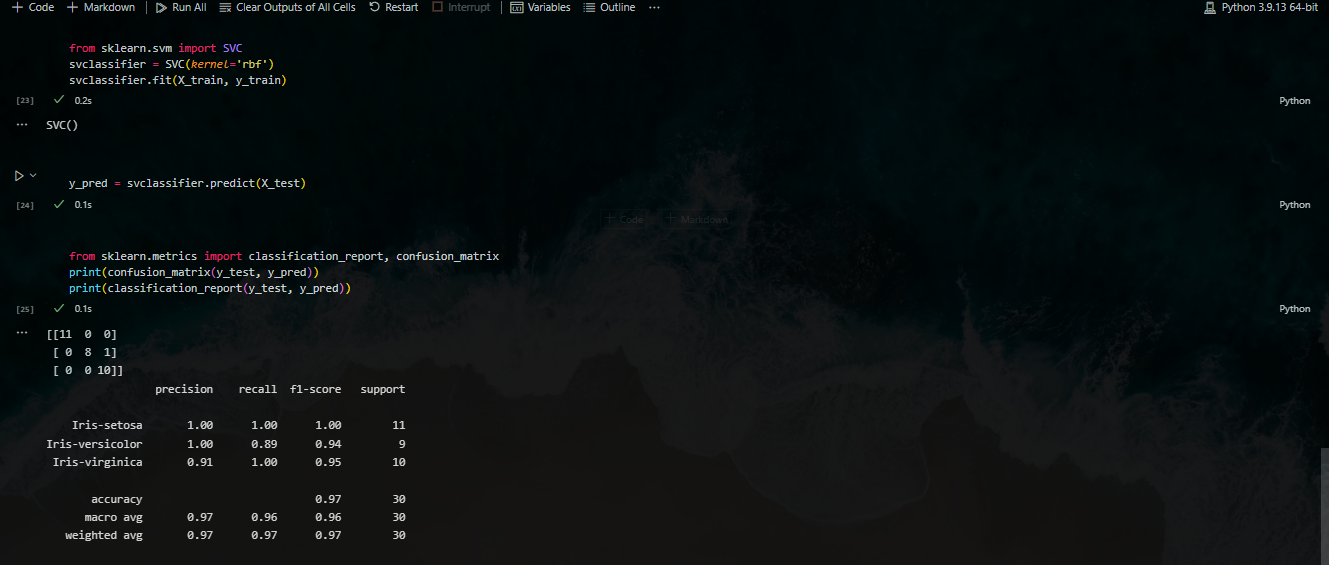 Code Markdown Run All Clear Outputs of All Cells Restart Interrupt Variables Outline ... Python 3.9.13 64-bit
from sklearn.svm import SVC
svclassifier = SVC(kernel='rbf')
svclassifier.fit(X_train, y_train)
[23] 0.2s Python
... SVC()
y_pred = svclassifier.predict(X_test)
[24] 0.1s Python
Code Markdown
from sklearn.metrics import classification_report, confusion_matrix
print(confusion_matrix(y_test, y_pred))
print(classification_report(y_test, y_pred))
[25] 0.1s Python
... [[11 0 0]
[ 0 8 1]
[ 0 0 10]]
precision recall f1-score support
Iris-setosa 1.00 1.00 1.00 11
Iris-versicolor 1.00 0.89 0.94 9
Iris-virginica 0.91 1.00 0.95 10
accuracy 0.97 30
macro avg 0.97 0.96 0.96 30
weighted avg 0.97 0.97 0.97 30